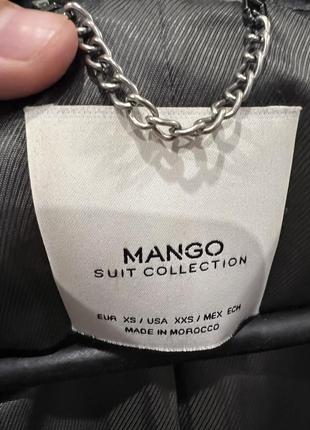 MANGO
SUIT COLLECTION
EUR XS / USA XXS / MEX ECH
MADE IN MOROCCO